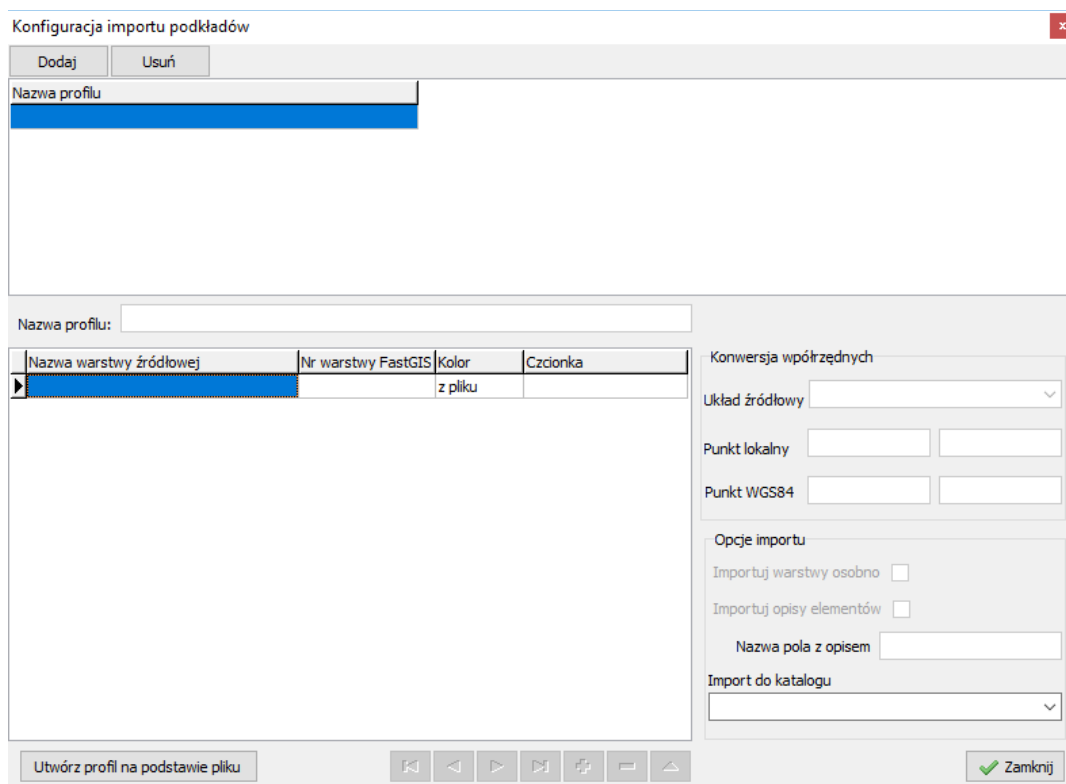 Konfiguracja importu podkładów
x
Dodaj Usuń
Nazwa profilu
Nazwa profilu:
Nazwa warstwy źródłowej Nr warstwy FastGIS Kolor Czcionka
z pliku
Konwersja wpółrzędnych
Układ źródłowy
Punkt lokalny
Punkt WGS84
Opcje importu
Importuj warstwy osobno
Importuj opisy elementów
Nazwa pola z opisem
Import do katalogu
Utwórz profil na podstawie pliku Zamknij